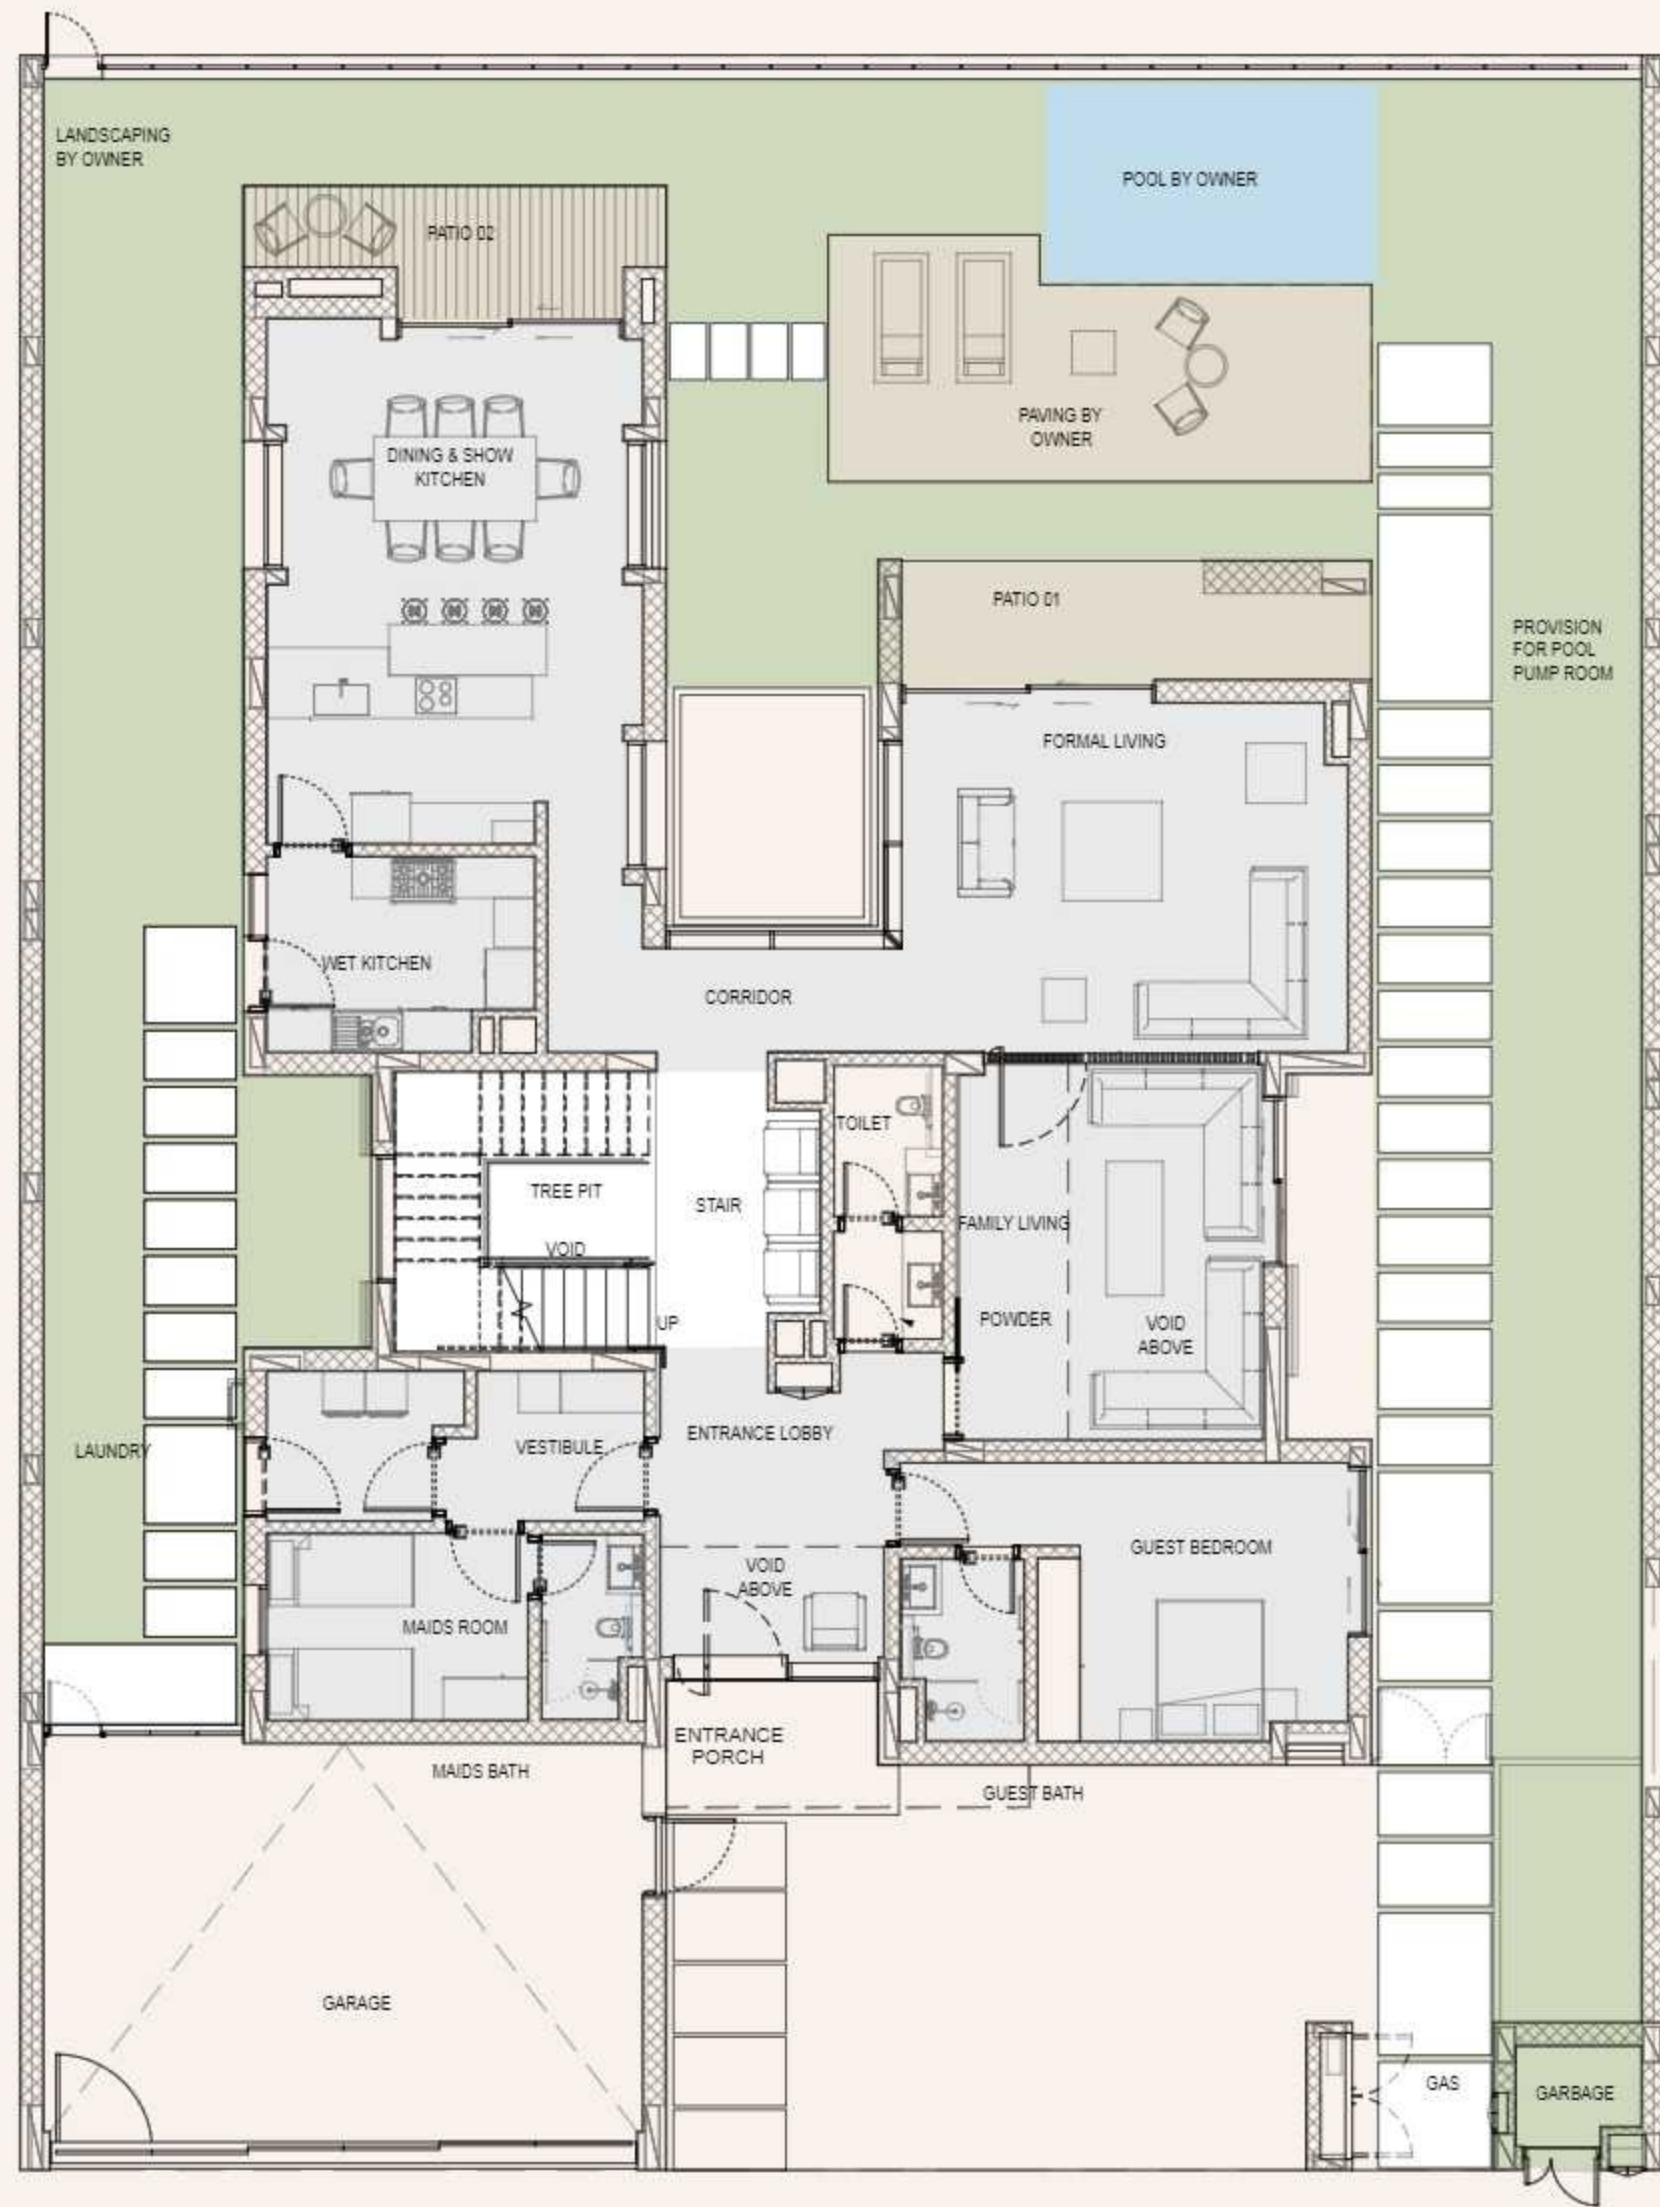 LANDSCAPING
BY OWNER
POOL BY OWNER
PATIO 02
PAVING BY
OWNER
DINING & SHOW
KITCHEN
PATIO 01
PROVISION
FOR POOL
PUMP ROOM
FORMAL LIVING
WET KITCHEN
CORRIDOR
TOILET
TREE PIT
STAIR
FAMILY LIVING
VOID
UP
POWDER
VOID
ABOVE
ENTRANCE LOBBY
LAUNDRY
VESTIBULE
GUEST BEDROOM
VOID
ABOVE
MAIDS ROOM
ENTRANCE
PORCH
MAIDS BATH
GUEST BATH
GARAGE
GAS
GARBAGE